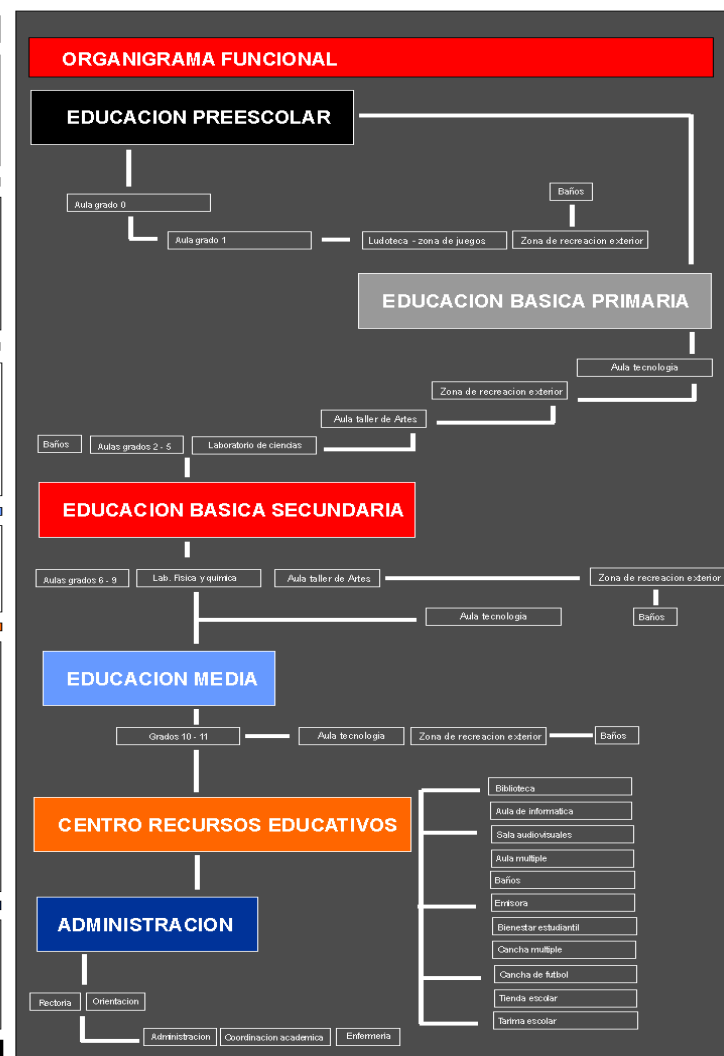 ORGANIGRAMA FUNCIONAL
EDUCACION PREESCOLAR
Aula grado 0
Baños
Aula grado 1
Ludoteca - zona de juegos
Zona de recreacion exterior
EDUCACION BASICA PRIMARIA
Aula tecnologia
Zona de recreacion exterior
Aula taller de Artes
Baños
Aulas grados 2 - 5
Laboratorio de ciencias
EDUCACION BASICA SECUNDARIA
Aulas grados 6 - 9
Lab. Fisica y quimica
Aula taller de Artes
Zona de recreacion exterior
Aula tecnologia
Baños
EDUCACION MEDIA
Grados 10 - 11
Aula tecnologia
Zona de recreacion exterior
Baños
CENTRO RECURSOS EDUCATIVOS
Biblioteca
Aula de informatica
Sala audiovisuales
Aula multiple
Baños
Emisora
Bienestar estudiantil
Cancha multiple
Cancha de futbol
Tienda escolar
Tarima escolar
ADMINISTRACION
Rectoria
Orientacion
Administracion
Coordinacion academica
Enfermeria